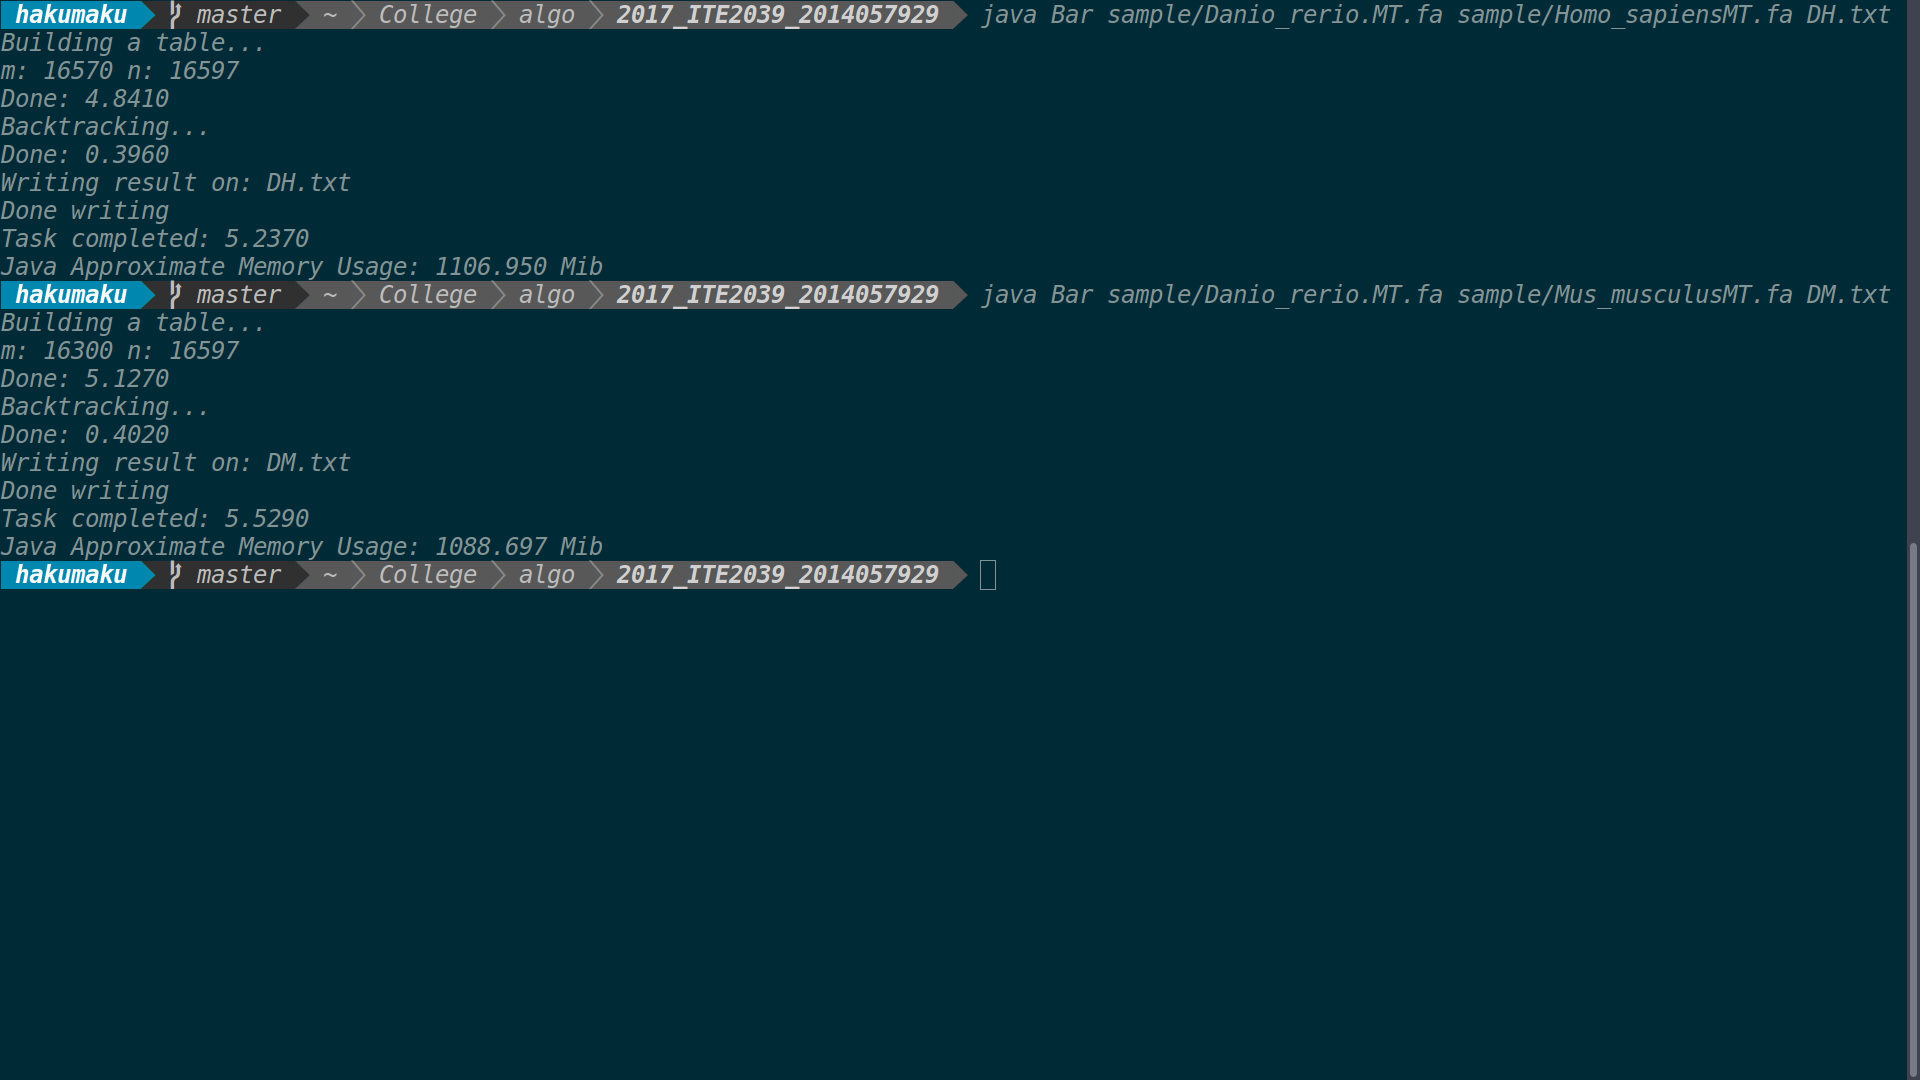 hakumaku master ~ College algo 2017_ITE2039_2014057929 java Bar sample/Danio_rerio.MT.fa sample/Homo_sapiensMT.fa DH.txt
Building a table...
m: 16570 n: 16597
Done: 4.8410
Backtracking...
Done: 0.3960
Writing result on: DH.txt
Done writing
Task completed: 5.2370
Java Approximate Memory Usage: 1106.950 Mib
hakumaku master ~ College algo 2017_ITE2039_2014057929 java Bar sample/Danio_rerio.MT.fa sample/Mus_musculusMT.fa DM.txt
Building a table...
m: 16300 n: 16597
Done: 5.1270
Backtracking...
Done: 0.4020
Writing result on: DM.txt
Done writing
Task completed: 5.5290
Java Approximate Memory Usage: 1088.697 Mib
hakumaku master ~ College algo 2017_ITE2039_2014057929